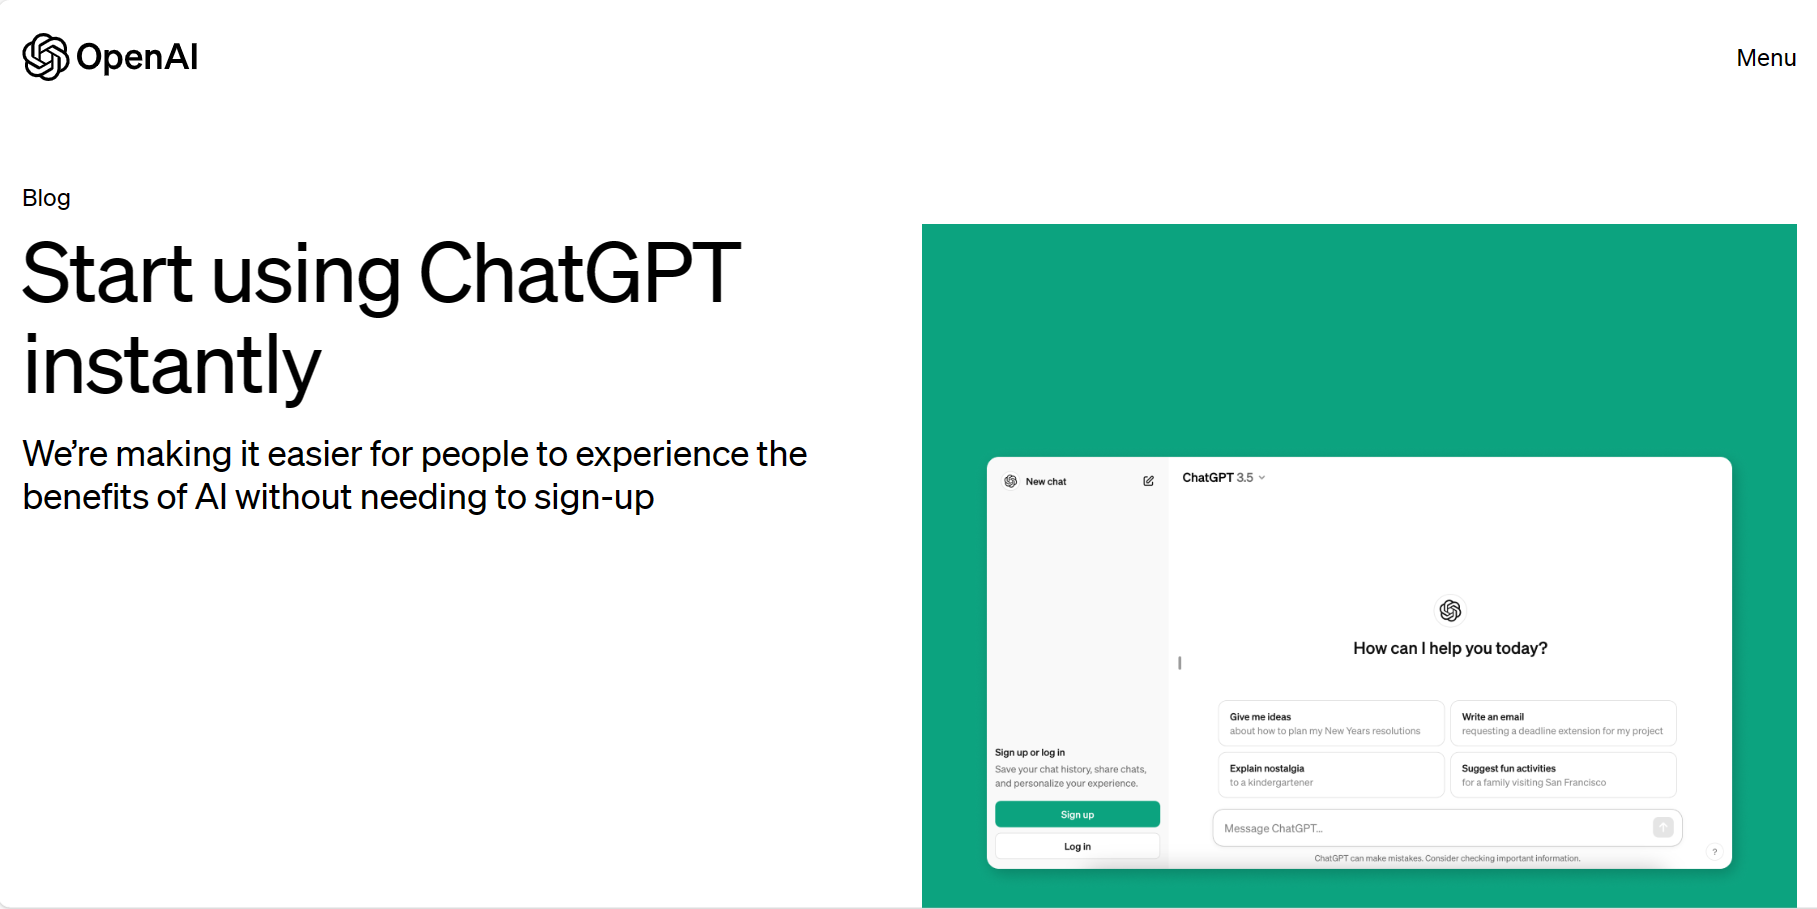 OpenAI
Menu
Blog
Start using ChatGPT
instantly
We’re making it easier for people to experience the
benefits of AI without needing to sign-up
New chat
ChatGPT 3.5
How can I help you today?
Give me ideas
about how to plan my New Years resolutions
Write an email
requesting a deadline extension for my project
Explain nostalgia
to a kindergartener
Suggest fun activities
for a family visiting San Francisco
Sign up or log in
Save your chat history, share chats,
and personalize your experience.
Sign up
Log in
Message ChatGPT...
ChatGPT can make mistakes. Consider checking important information.
?